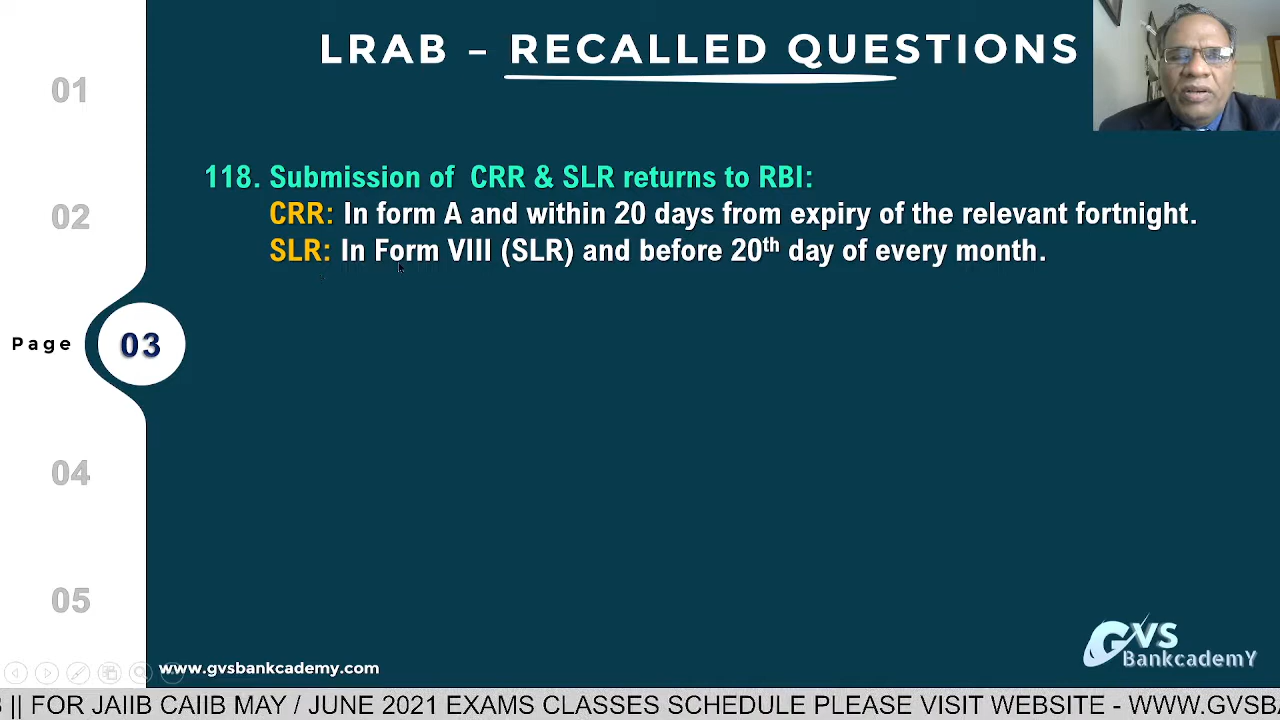 LRAB – RECALLED QUESTIONS
01
02
Page 03
04
05
118. Submission of CRR & SLR returns to RBI:
CRR: In form A and within 20 days from expiry of the relevant fortnight.
SLR: In Form VIII (SLR) and before 20th day of every month.
GVS
BankcademY
www.gvsbankcademy.com
|| FOR JAIIB CAIIB MAY / JUNE 2021 EXAMS CLASSES SCHEDULE PLEASE VISIT WEBSITE - WWW.GVSBA